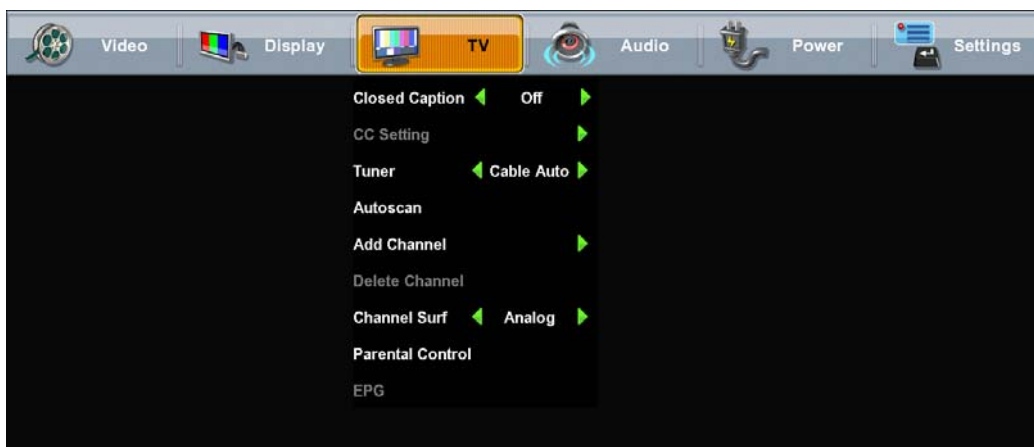 Video Display TV Audio Power Settings
Closed Caption Off
CC Setting
Tuner Cable Auto
Autoscan
Add Channel
Delete Channel
Channel Surf Analog
Parental Control
EPG